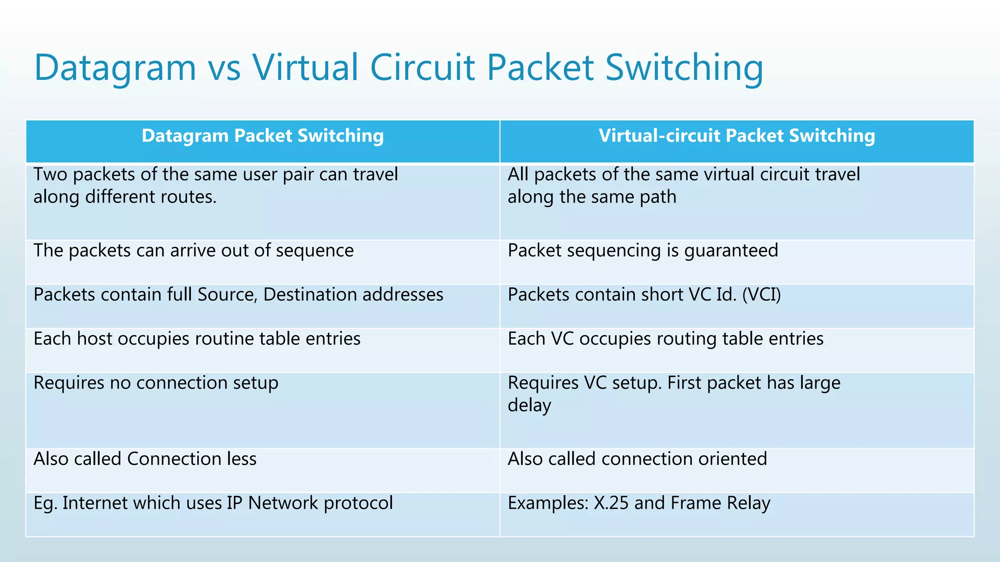 Datagram vs Virtual Circuit Packet Switching
Datagram Packet Switching
Virtual-circuit Packet Switching
Two packets of the same user pair can travel
along different routes.
All packets of the same virtual circuit travel
along the same path
The packets can arrive out of sequence
Packet sequencing is guaranteed
Packets contain full Source, Destination addresses
Packets contain short VC Id. (VCI)
Each host occupies routine table entries
Each VC occupies routing table entries
Requires no connection setup
Requires VC setup. First packet has large
delay
Also called Connection less
Also called connection oriented
Eg. Internet which uses IP Network protocol
Examples: X.25 and Frame Relay